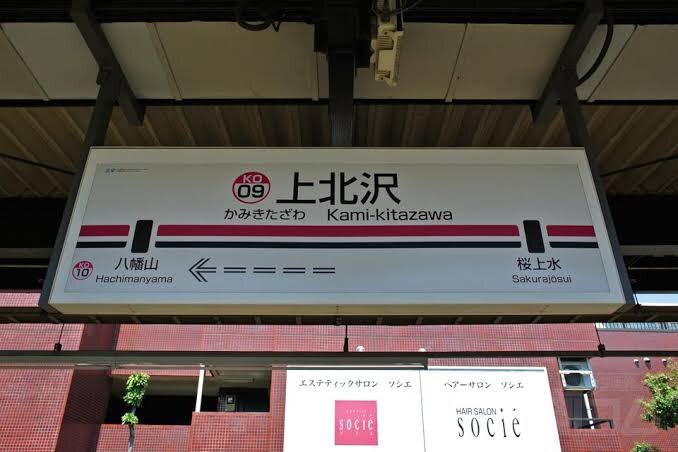 KO
09
上北沢
かみきたざわ Kami-kitazawa
八幡山
KO
10
Hachimanyama
桜上水
Sakurajōsui
エステティックサロン ソシエ
socié
ヘアーサロン ソシエ
HAIR SALON
socié